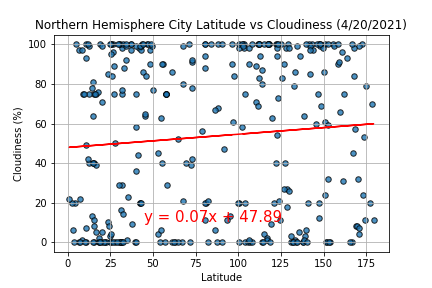 Northern Hemisphere City Latitude vs Cloudiness (4/20/2021)
100
80
60
40
20
0
Cloudiness (%)
y = 0.07x + 47.89
0 25 50 75 100 125 150 175
Latitude